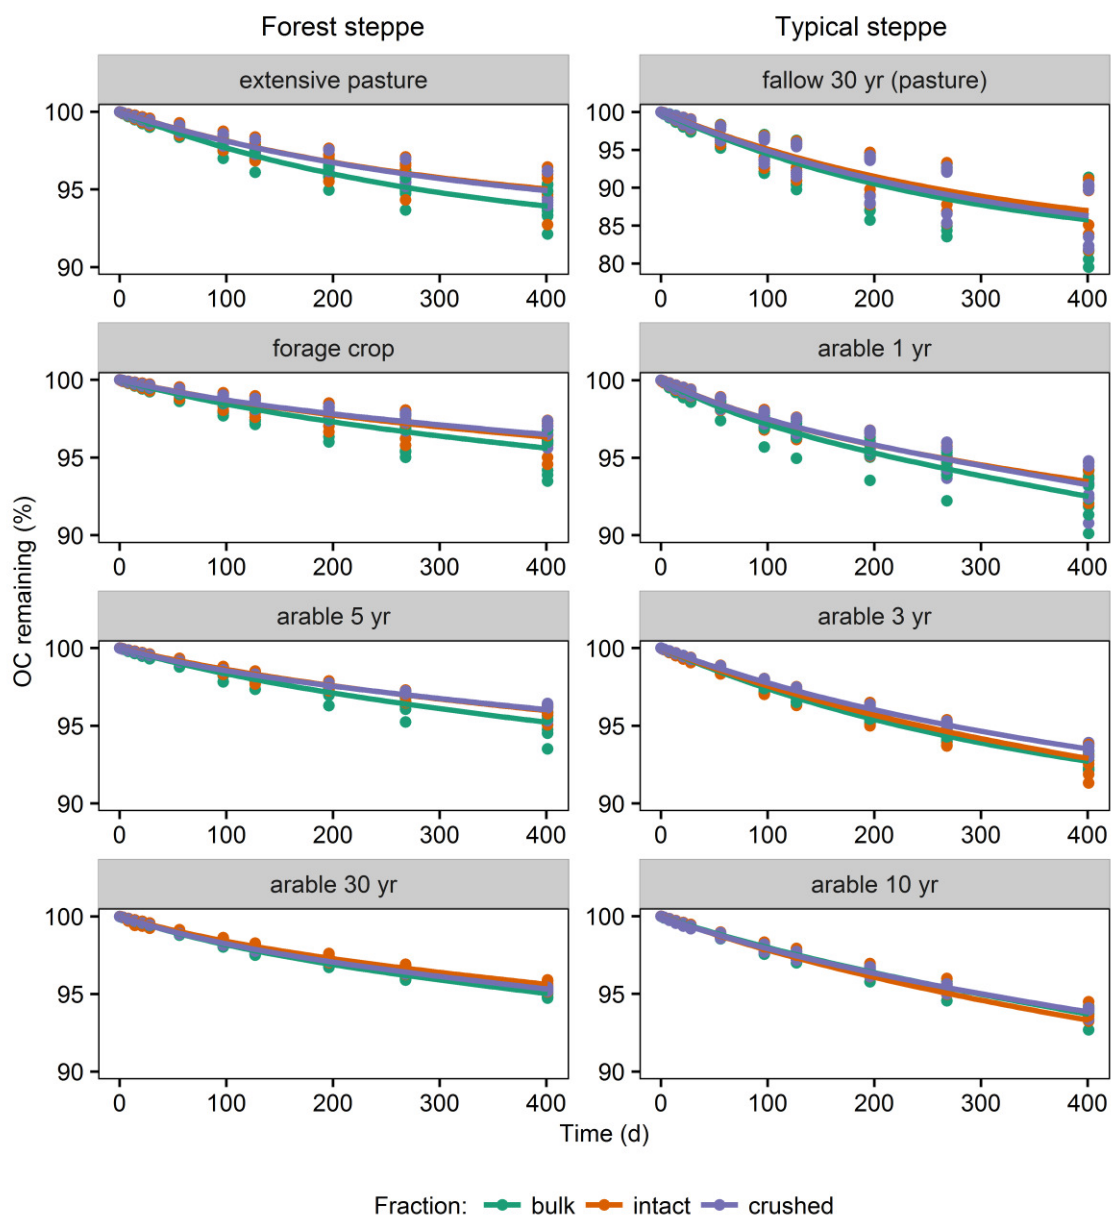 Forest steppe
Typical steppe
extensive pasture
100
95
90
0 100 200 300 400
fallow 30 yr (pasture)
100
95
90
85
80
0 100 200 300 400
forage crop
100
95
90
0 100 200 300 400
arable 1 yr
100
95
90
0 100 200 300 400
arable 5 yr
100
95
90
0 100 200 300 400
arable 3 yr
100
95
90
0 100 200 300 400
arable 30 yr
100
95
90
0 100 200 300 400
arable 10 yr
100
95
90
0 100 200 300 400
OC remaining (%)
Time (d)
Fraction: bulk intact crushed